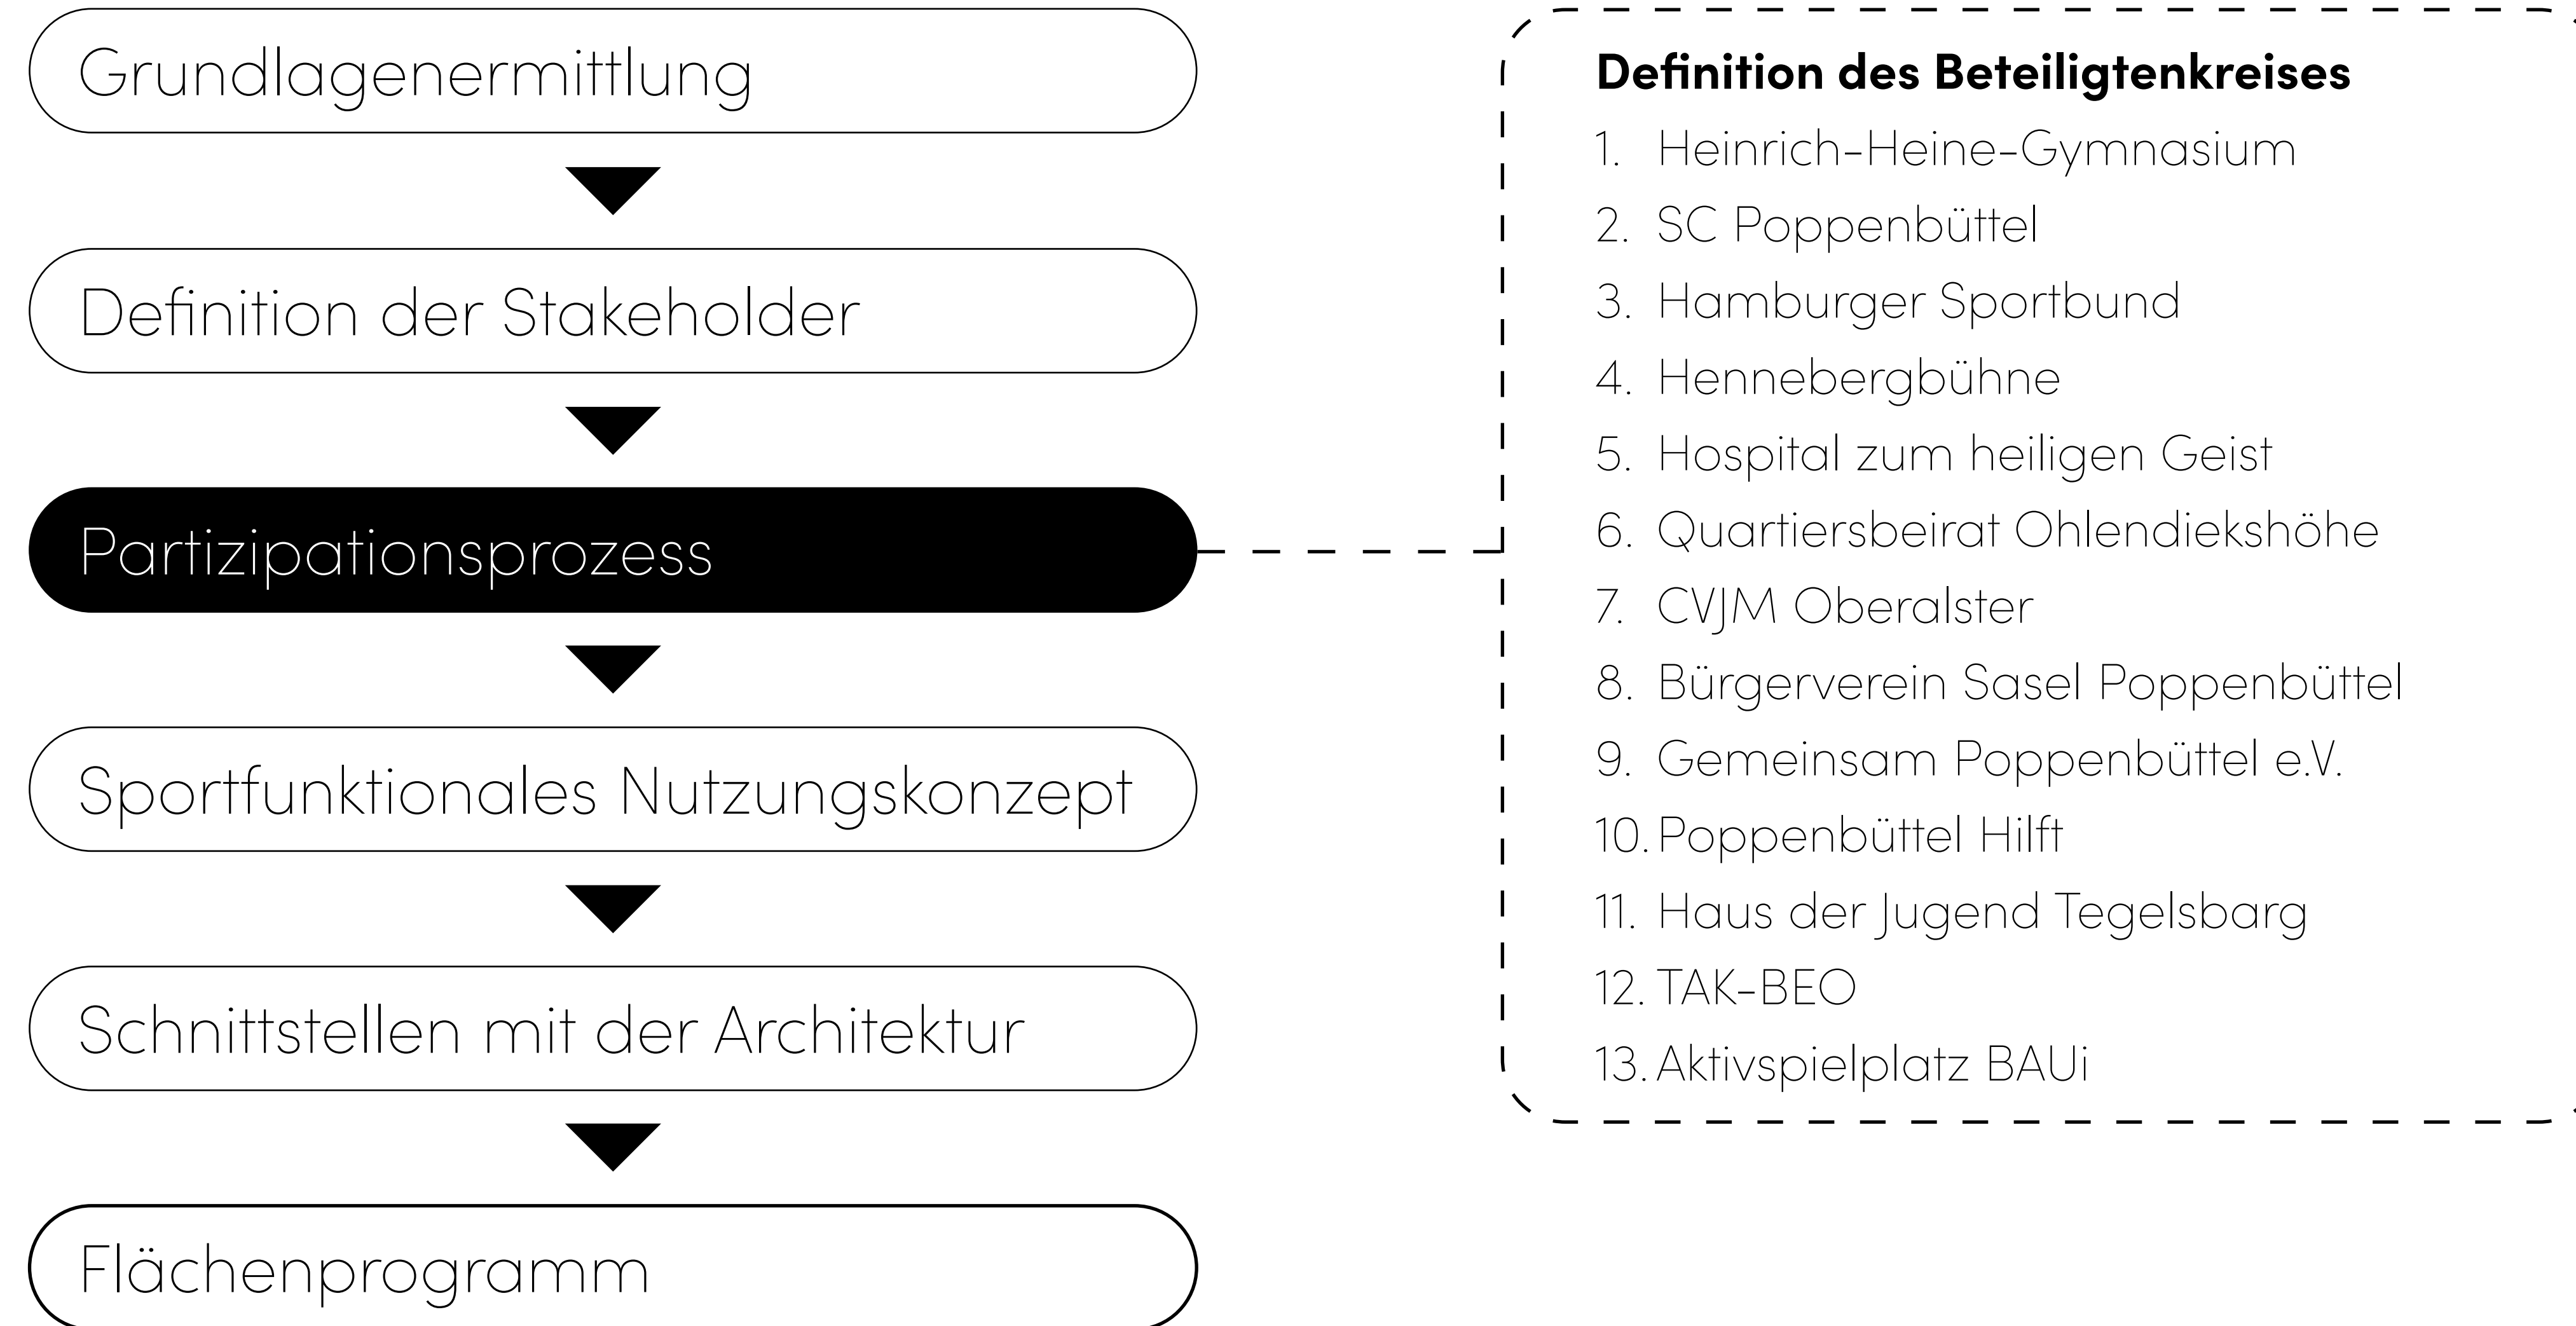 Grundlagenermittlung
Definition der Stakeholder
Partizipationsprozess
Sportfunktionales Nutzungskonzept
Schnittstellen mit der Architektur
Flächenprogramm
Definition des Beteiligtenkreises
1. Heinrich-Heine-Gymnasium
2. SC Poppenbüttel
3. Hamburger Sportbund
4. Hennebergbühne
5. Hospital zum heiligen Geist
6. Quartiersbeirat Ohlendiekshöhe
7. CVJM Oberalster
8. Bürgerverein Sasel Poppenbüttel
9. Gemeinsam Poppenbüttel e.V.
10. Poppenbüttel Hilft
11. Haus der Jugend Tegelsbarg
12. TAK-BEO
13. Aktivspielplatz BAUi